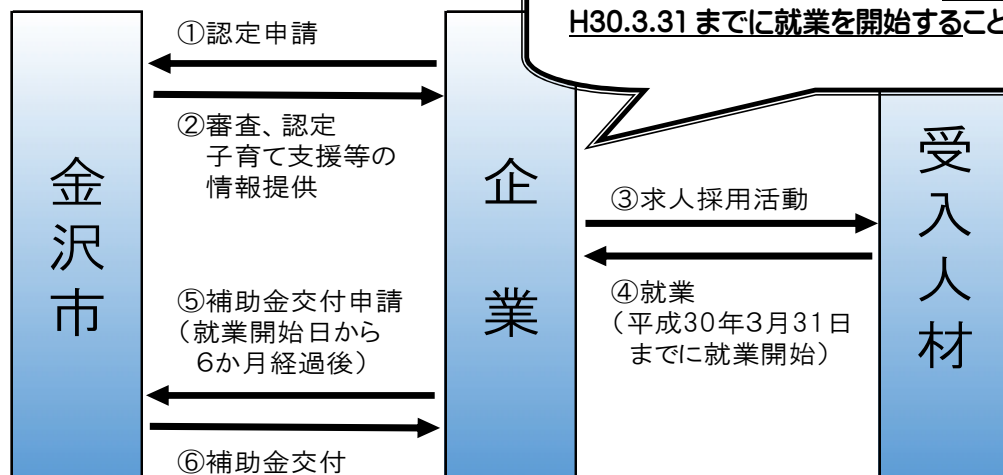 H30.3.31 までに就業を開始すること
①認定申請
②審査、認定
子育て支援等の
情報提供
金沢市
企業
受入人材
③求人採用活動
④就業
（平成30年3月31日
までに就業開始）
⑤補助金交付申請
（就業開始日から
6か月経過後）
⑥補助金交付